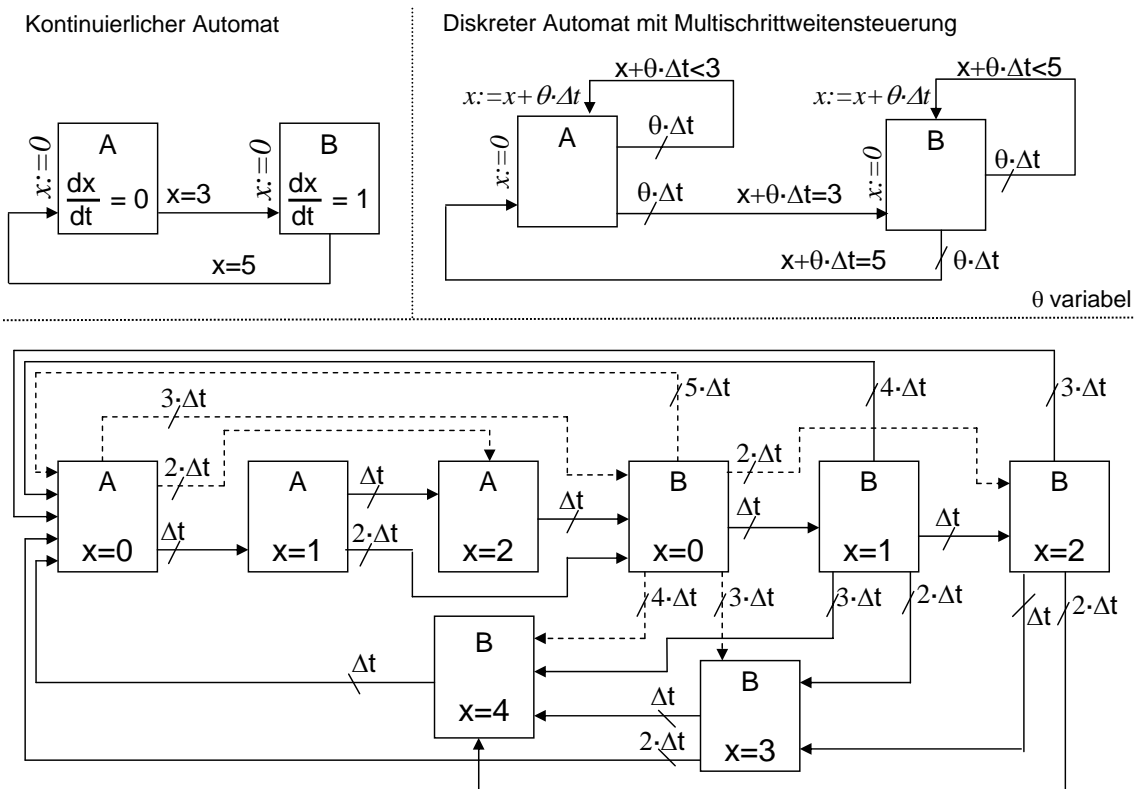 Kontinuierlicher Automat
A
x:=0
dx
dt
= 0
x=3
B
x:=0
dx
dt
= 1
x=5
Diskreter Automat mit Multischrittweitensteuerung
x+θ·Δt<3
x:=x+θ·Δt
A
x:=0
θ·Δt
θ·Δt
x+θ·Δt=3
x+θ·Δt<5
x:=x+θ·Δt
B
x:=0
θ·Δt
x+θ·Δt=5
θ·Δt
θ variabel
3·Δt
5·Δt
4·Δt
3·Δt
A
x=0
2·Δt
Δt
A
x=1
Δt
2·Δt
A
x=2
Δt
B
x=0
2·Δt
Δt
B
x=1
Δt
B
x=2
4·Δt
3·Δt
3·Δt
2·Δt
Δt
2·Δt
Δt
B
x=4
Δt
2·Δt
B
x=3